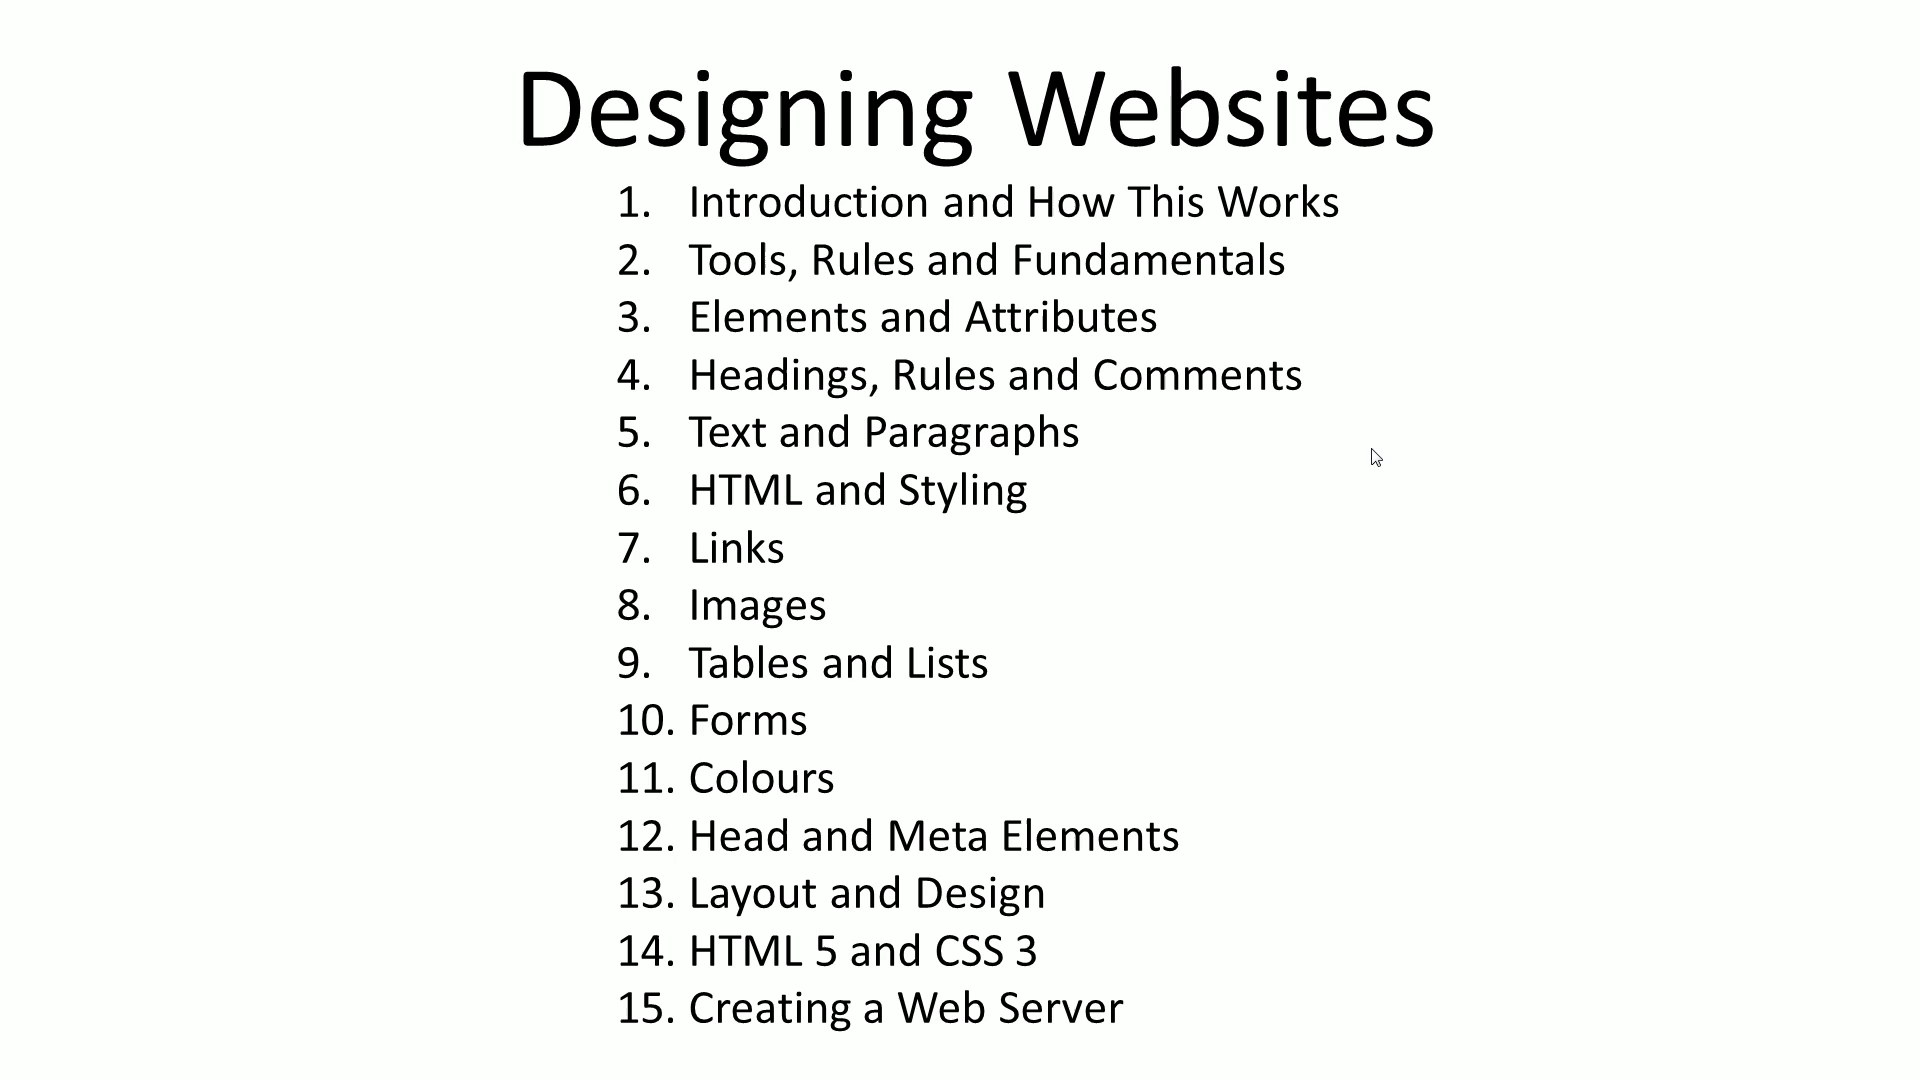 Designing Websites
1. Introduction and How This Works
2. Tools, Rules and Fundamentals
3. Elements and Attributes
4. Headings, Rules and Comments
5. Text and Paragraphs
6. HTML and Styling
7. Links
8. Images
9. Tables and Lists
10. Forms
11. Colours
12. Head and Meta Elements
13. Layout and Design
14. HTML 5 and CSS 3
15. Creating a Web Server